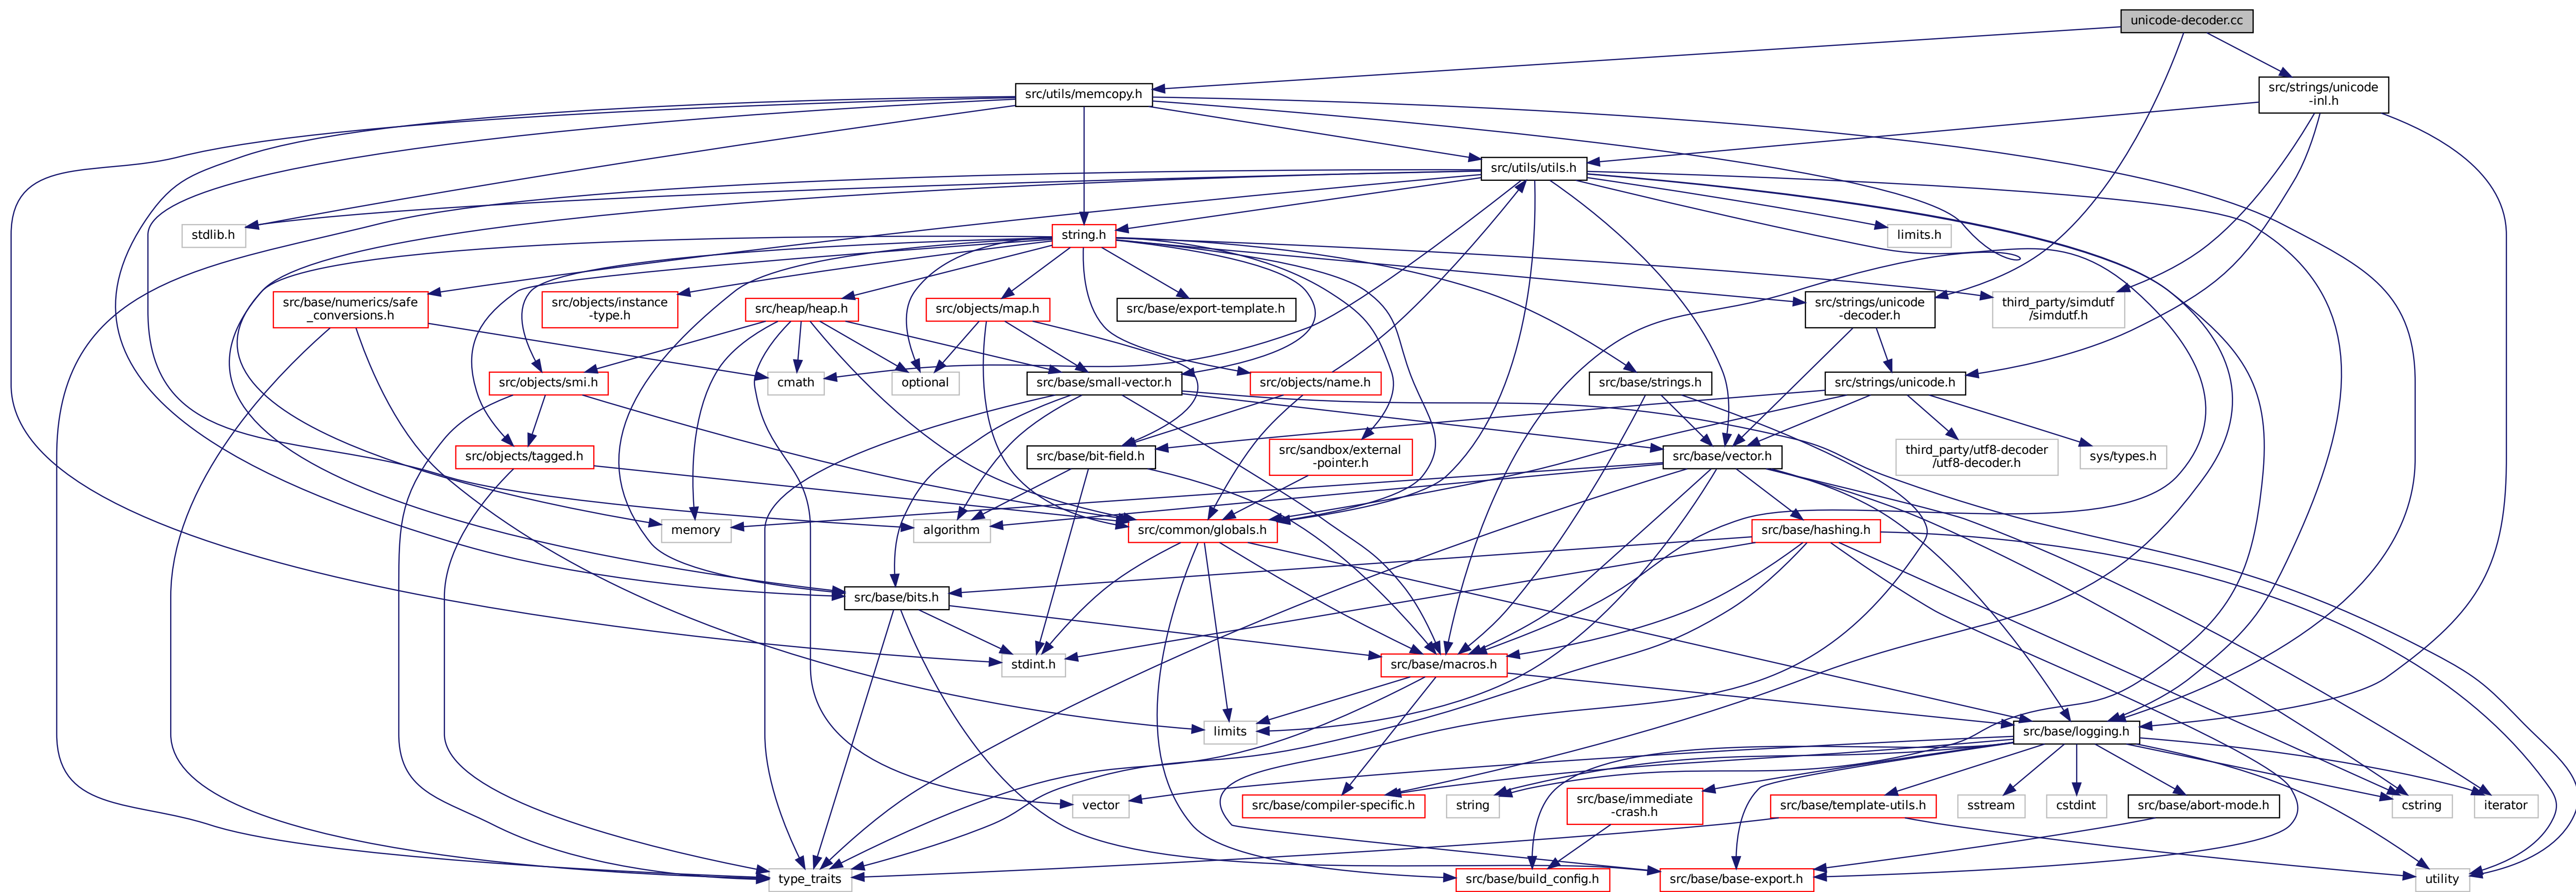 unicode-decoder.cc
src/utils/memcopy.h
src/strings/unicode
-inl.h
src/utils/utils.h
stdlib.h
string.h
limits.h
src/base/numerics/safe
_conversions.h
src/objects/instance
-type.h
src/heap/heap.h
src/objects/map.h
src/base/export-template.h
src/strings/unicode
-decoder.h
third_party/simdutf
/simdutf.h
src/objects/smi.h
cmath
optional
src/base/small-vector.h
src/objects/name.h
src/base/strings.h
src/strings/unicode.h
src/objects/tagged.h
src/base/bit-field.h
src/sandbox/external
-pointer.h
src/base/vector.h
third_party/utf8-decoder
/utf8-decoder.h
sys/types.h
memory
algorithm
src/common/globals.h
src/base/hashing.h
src/base/bits.h
stdint.h
src/base/macros.h
limits
src/base/logging.h
vector
src/base/compiler-specific.h
string
src/base/immediate
-crash.h
src/base/template-utils.h
sstream
cstdint
src/base/abort-mode.h
cstring
iterator
type_traits
src/base/build_config.h
src/base/base-export.h
utility